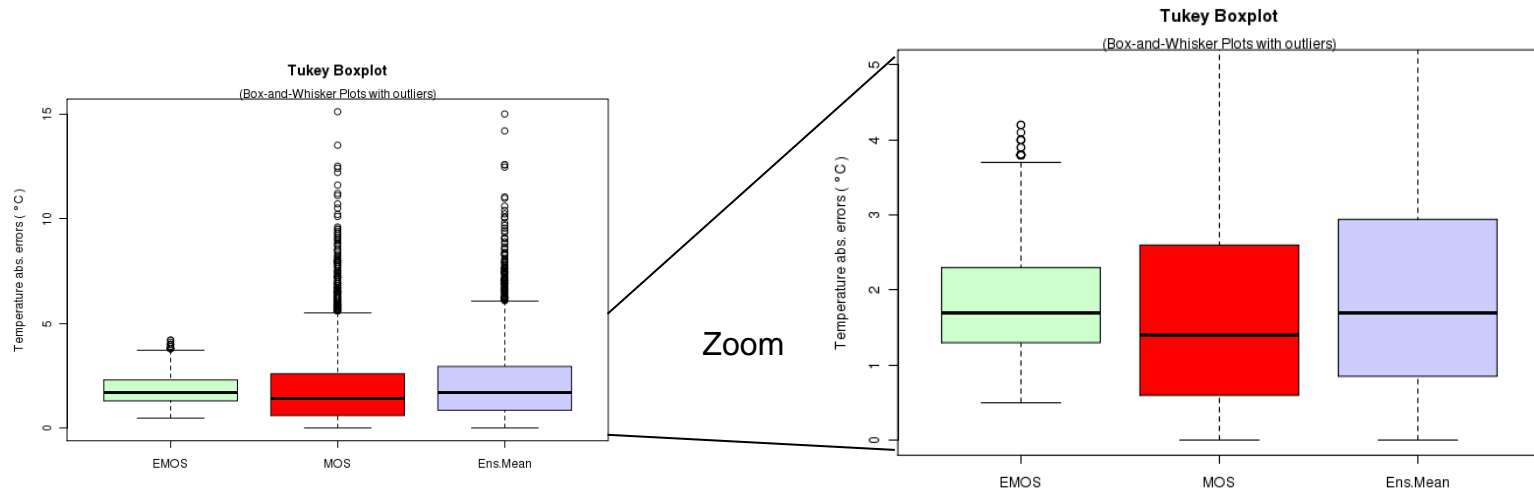 Tukey Boxplot
(Box-and-Whisker Plots with outliers)
Temperature abs. errors ( °C)
15
10
5
0
EMOS MOS Ens.Mean
Zoom
Tukey Boxplot
(Box-and-Whisker Plots with outliers)
Temperature abs. errors ( °C)
5
4
3
2
1
0
EMOS MOS Ens.Mean